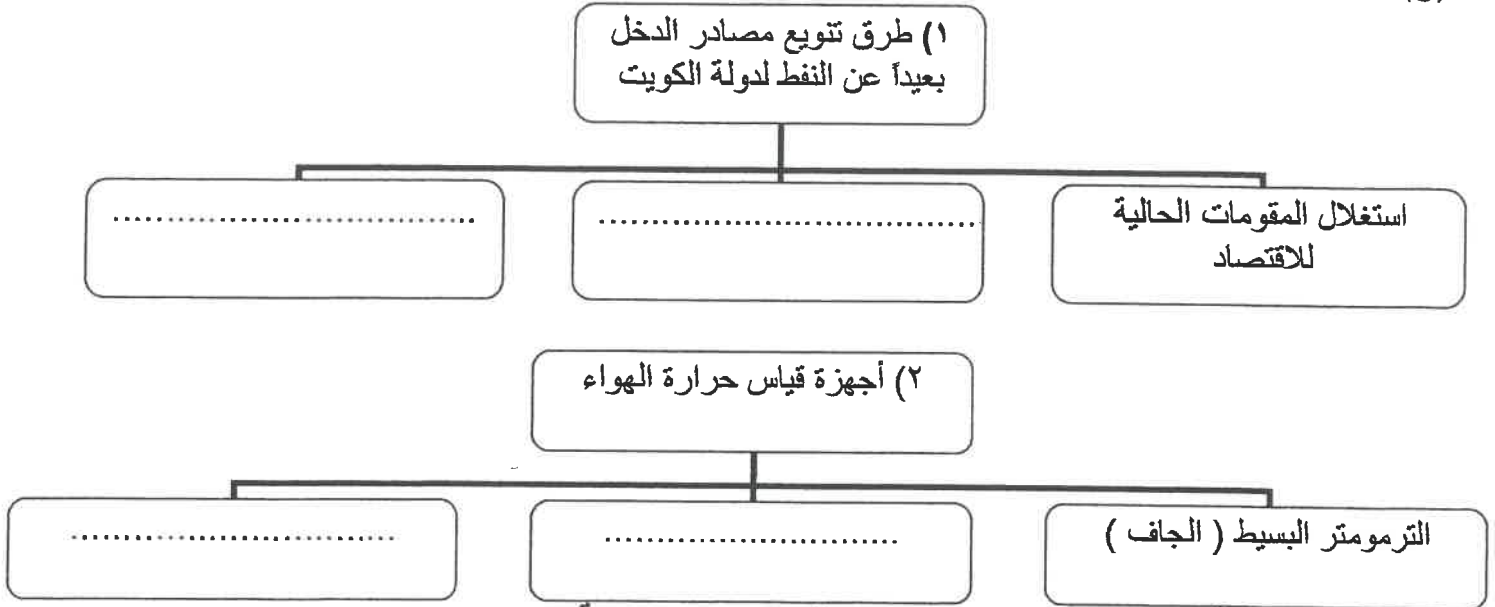 ١) طرق تنويع مصادر الدخل
بعيداً عن النفط لدولة الكويت
استغلال المقومات الحالية
للاقتصاد
......................................
......................................
٢) أجهزة قياس حرارة الهواء
الترمومتر البسيط ( الجاف )
..............................
..............................